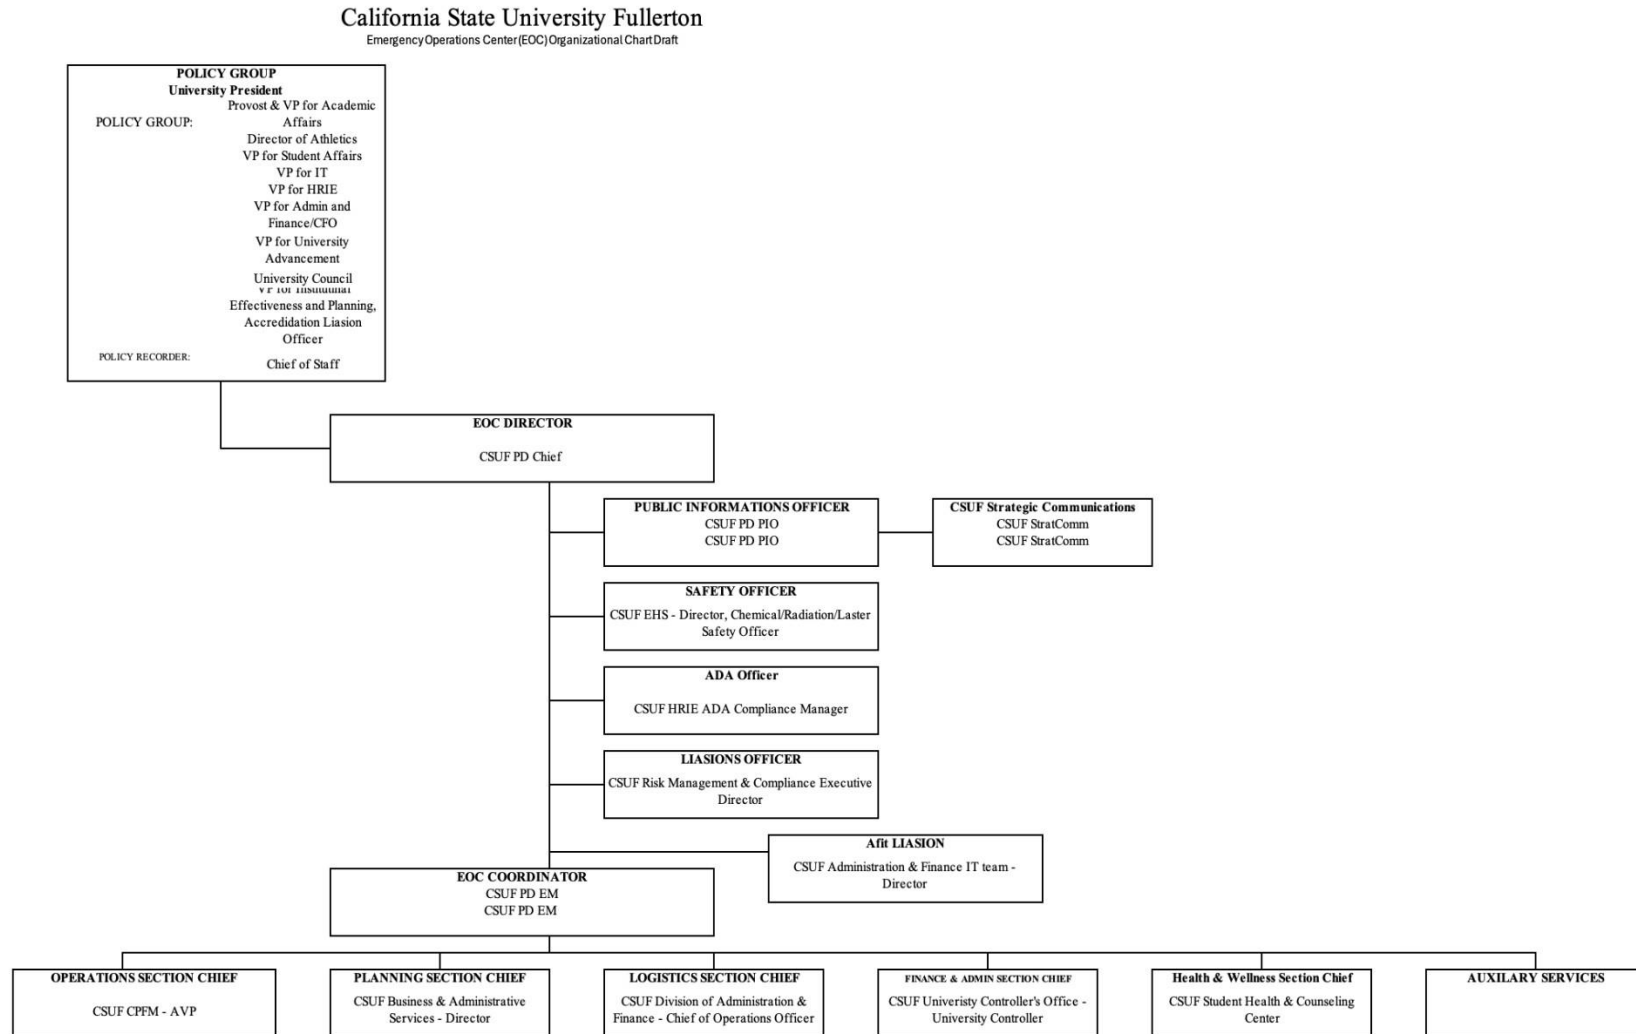 California State University Fullerton
Emergency Operations Center (EOC) Organizational Chart Draft
POLICY GROUP
University President
POLICY GROUP:
Provost & VP for Academic
Affairs
Director of Athletics
VP for Student Affairs
VP for IT
VP for HRIE
VP for Admin and
Finance/CFO
VP for University
Advancement
University Council
VP for
Effectiveness and Planning,
Accredidation Liasion
Officer
POLICY RECORDER:
Chief of Staff
EOC DIRECTOR
CSUF PD Chief
PUBLIC INFORMATIONS OFFICER
CSUF PD PIO
CSUF PD PIO
CSUF Strategic Communications
CSUF StratComm
CSUF StratComm
SAFETY OFFICER
CSUF EHS - Director, Chemical/Radiation/Laster
Safety Officer
ADA Officer
CSUF HRIE ADA Compliance Manager
LIASIONS OFFICER
CSUF Risk Management & Compliance Executive
Director
Afit LIASION
CSUF Administration & Finance IT team -
Director
EOC COORDINATOR
CSUF PD EM
CSUF PD EM
OPERATIONS SECTION CHIEF
CSUF CPFM - AVP
PLANNING SECTION CHIEF
CSUF Business & Administrative
Services - Director
LOGISTICS SECTION CHIEF
CSUF Division of Administration &
Finance - Chief of Operations Officer
FINANCE & ADMIN SECTION CHIEF
CSUF Univeristy Controller's Office -
University Controller
Health & Wellness Section Chief
CSUF Student Health & Counseling
Center
AUXILARY SERVICES